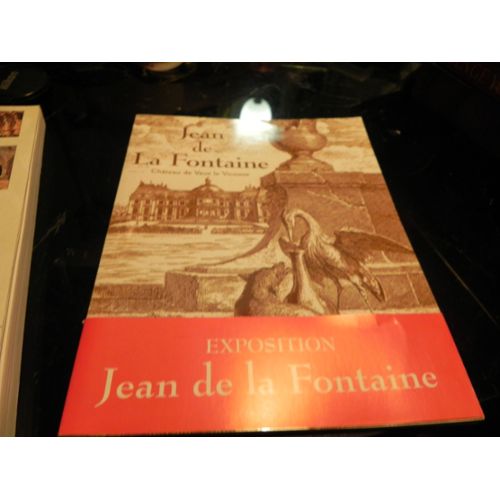 Jean
de
La Fontaine
Château de Vaux le Vicomte
EXPOSITION
Jean de la Fontaine